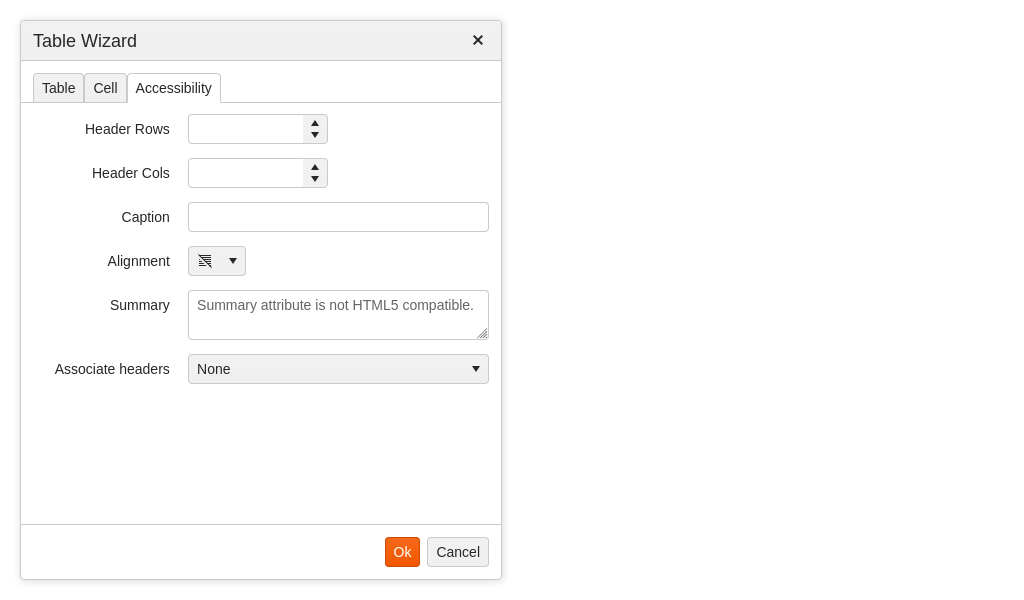 Table Wizard
Table Cell Accessibility
Header Rows
Header Cols
Caption
Alignment
Summary Summary attribute is not HTML5 compatible.
Associate headers None
Ok Cancel